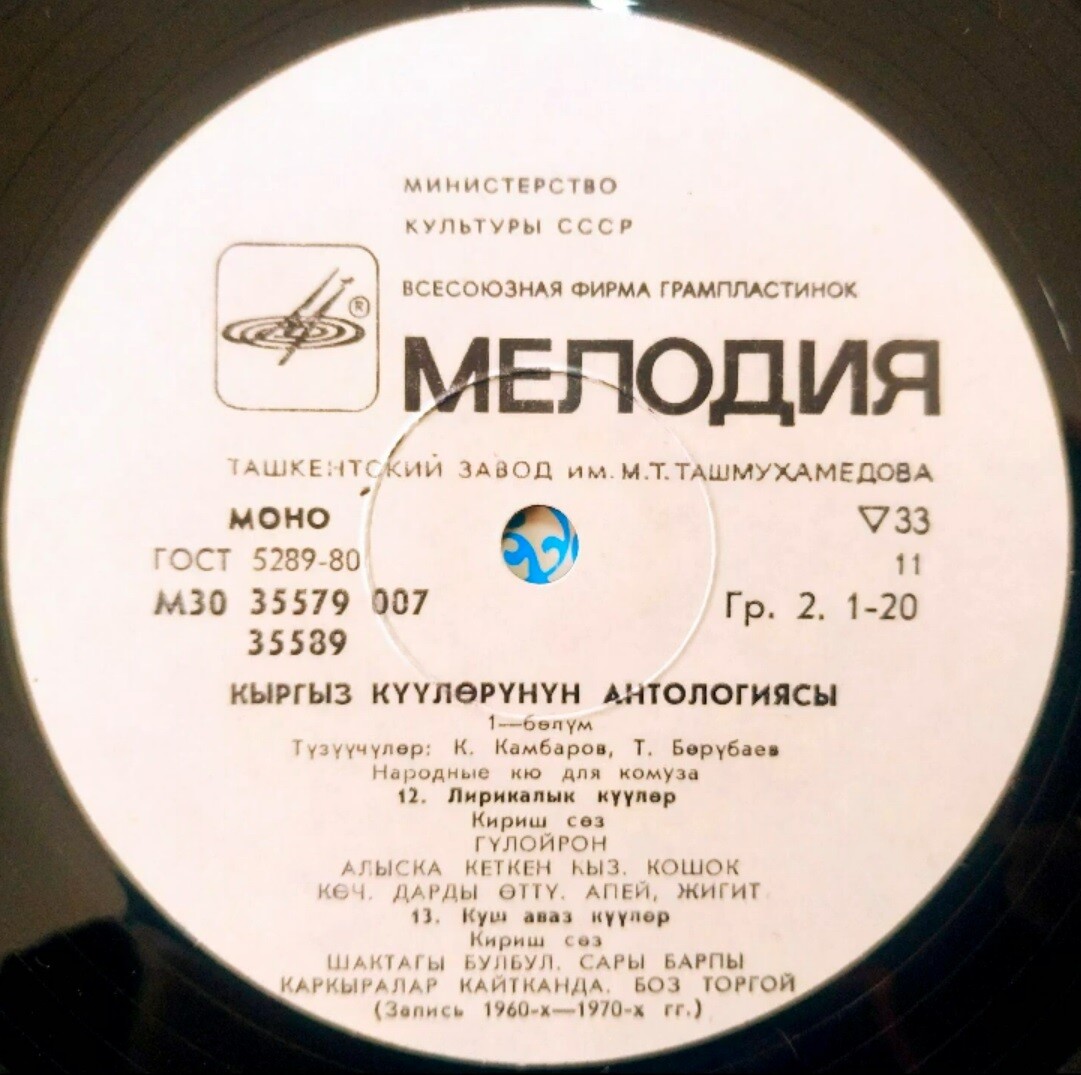 МИНИСТЕРСТВО
КУЛЬТУРЫ СССР
ВСЕСОЮЗНАЯ ФИРМА ГРАМПЛАСТИНОК
®
МЕЛОДИЯ
ТАШКЕНТСКИЙ ЗАВОД им. М.Т. ТАШМУХАМЕДОВА
МОНО ▽33
ГОСТ 5289-80 11
М30 35579 007 Гр. 2. 1-20
35589
КЫРГЫЗ КҮҮЛӨРҮНҮН АНТОЛОГИЯСЫ
1—бөлүм
Түзүүчүлөр: К. Камбаров, Т. Бөрүбаев
Народные кю для комуза
12. Лирикалык күүлөр
Кириш сөз
ГҮЛОЙРОН
АЛЫСКА КЕТКЕН КЫЗ. КОШОК
КӨЧ. ДАРДЫ ӨТТҮ. АПЕЙ, ЖИГИТ
13. Куш аваз күүлөр
Кириш сөз
ШАКТАГЫ БУЛБУЛ. САРЫ БАРПЫ
КАРКЫРАЛАР КАЙТКАНДА. БОЗ ТОРГОЙ
(Запись 1960-х—1970-х гг.)